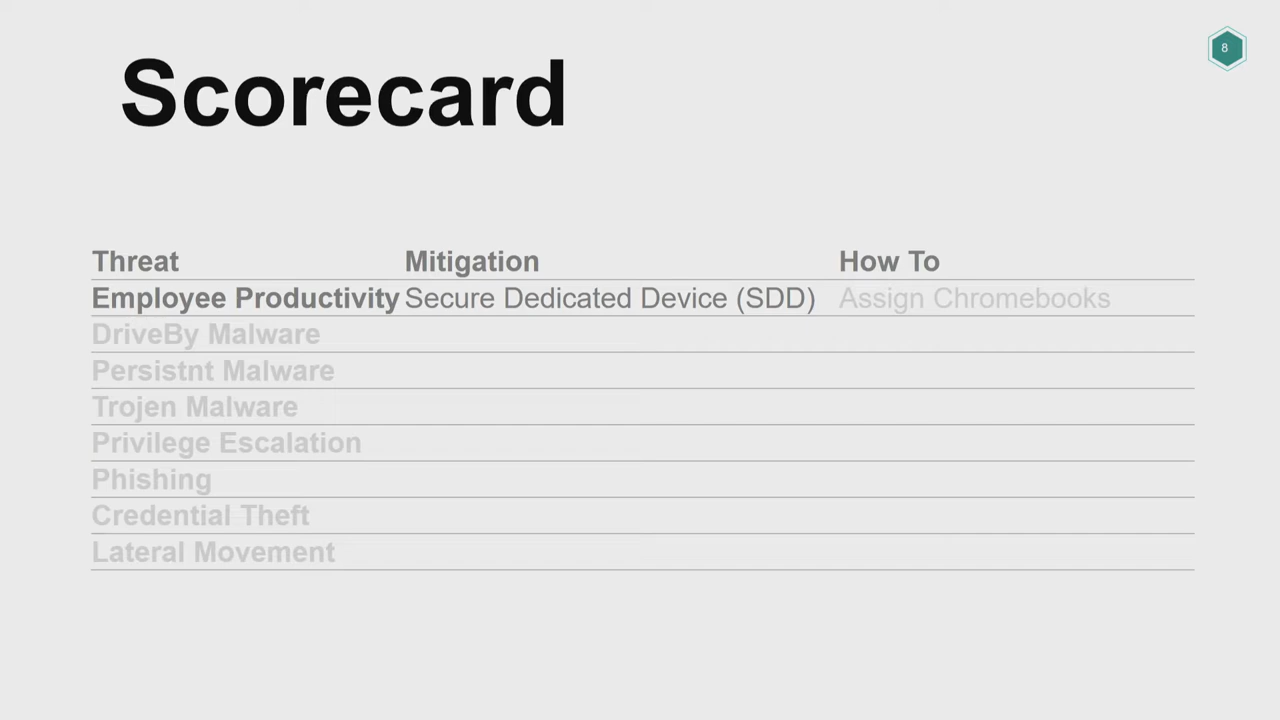 8
Scorecard
Threat Mitigation How To
Employee Productivity Secure Dedicated Device (SDD) Assign Chromebooks
DriveBy Malware
Persistnt Malware
Trojen Malware
Privilege Escalation
Phishing
Credential Theft
Lateral Movement